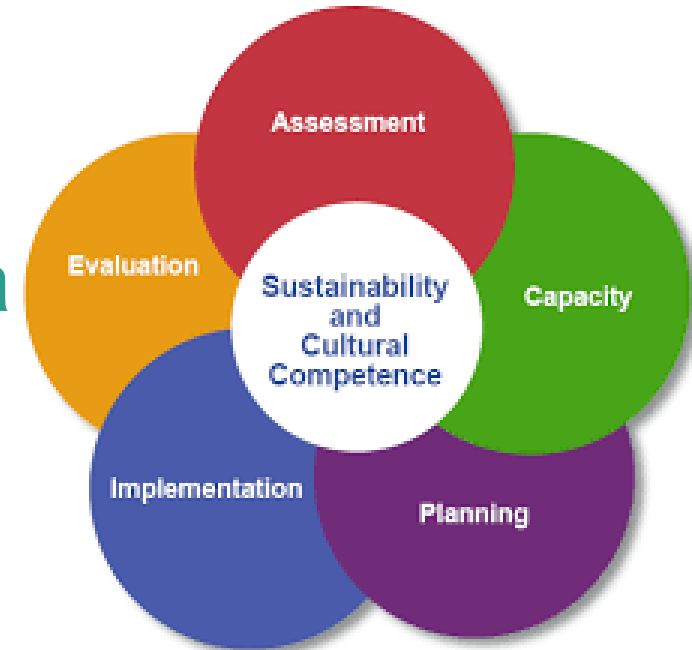 Assessment
Evaluation
Capacity
Sustainability
and
Cultural
Competence
Implementation
Planning